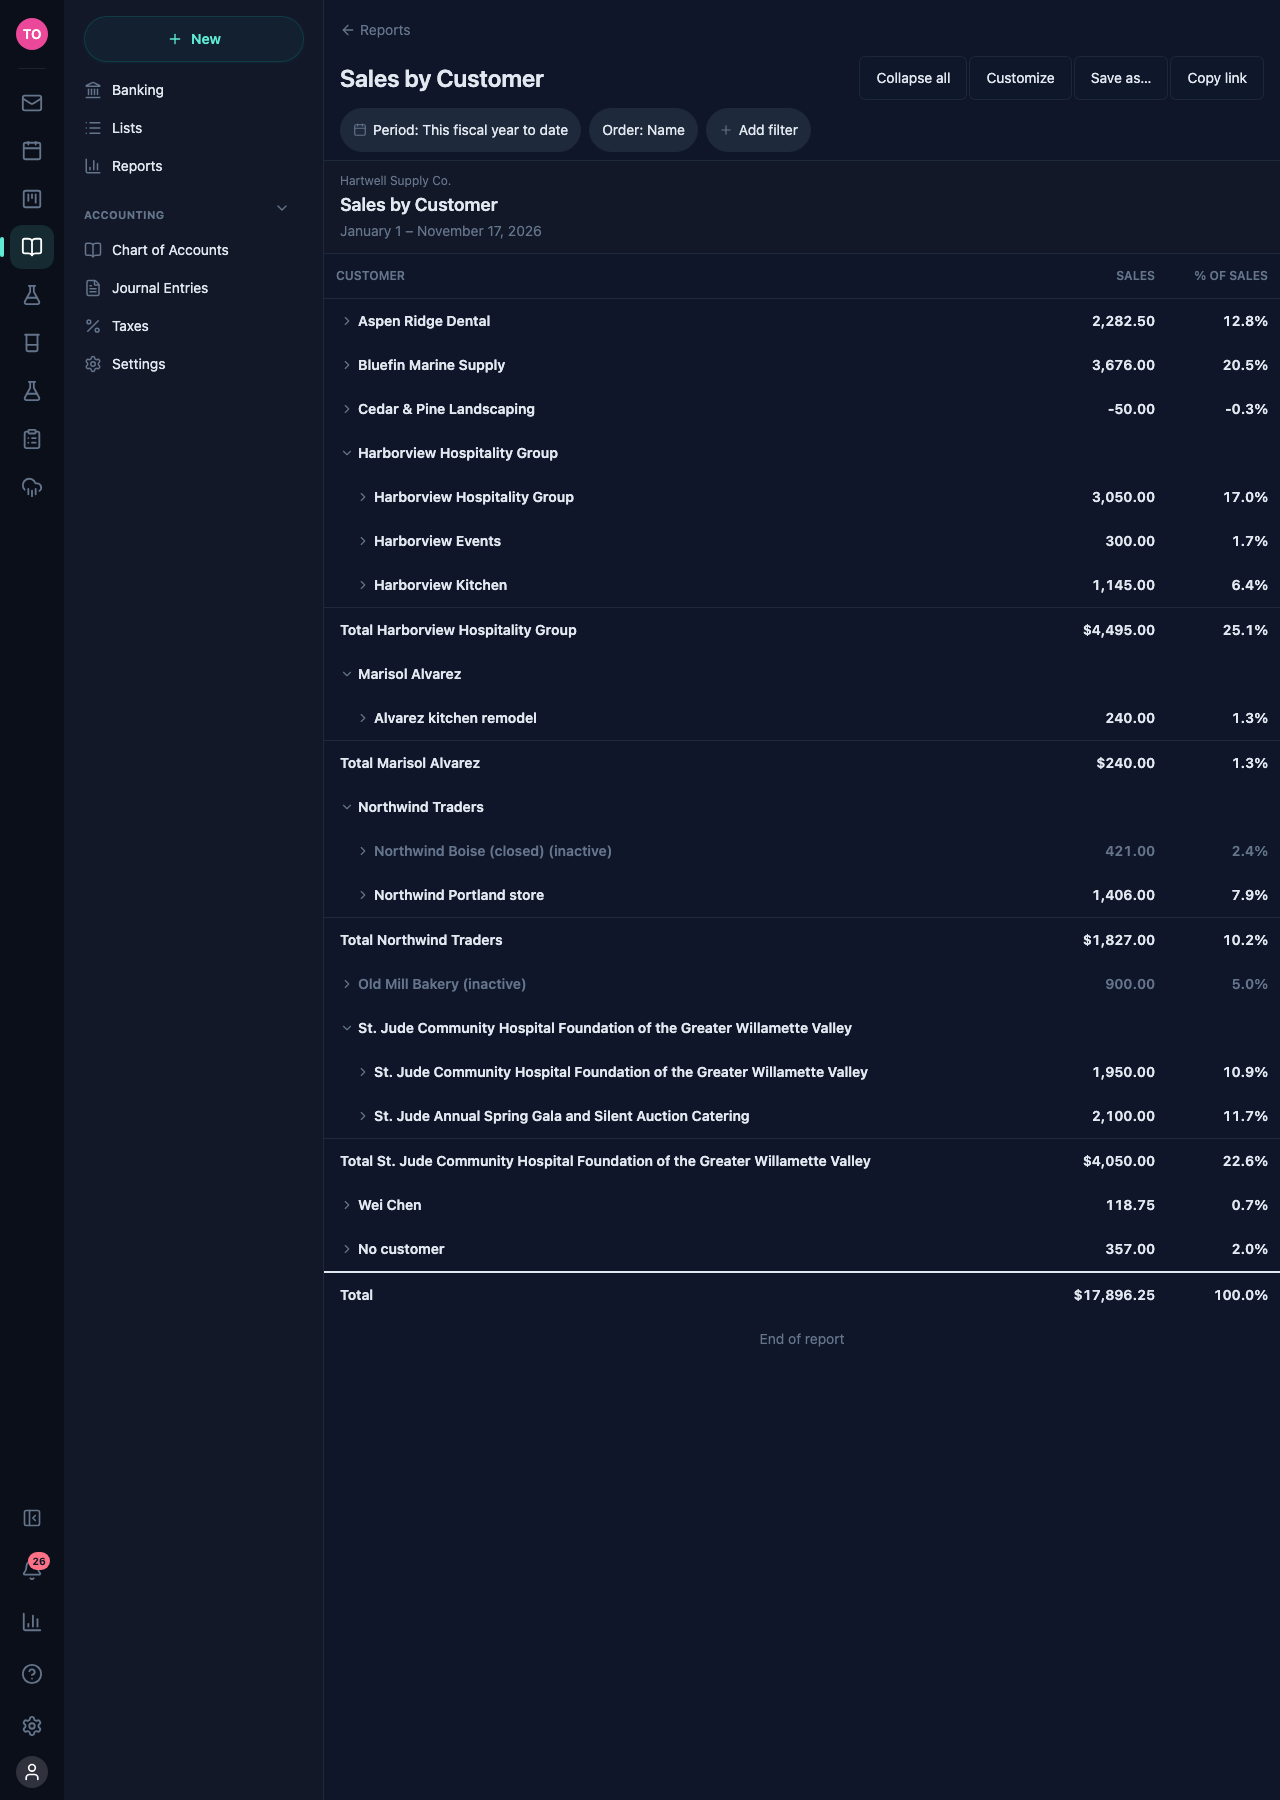 TO
New
Banking
Lists
Reports
ACCOUNTING
Chart of Accounts
Journal Entries
Taxes
Settings
26
Reports
Sales by Customer
Collapse all
Customize
Save as...
Copy link
Period: This fiscal year to date
Order: Name
Add filter
Hartwell Supply Co.
Sales by Customer
January 1 – November 17, 2026
CUSTOMER SALES % OF SALES
Aspen Ridge Dental 2,282.50 12.8%
Bluefin Marine Supply 3,676.00 20.5%
Cedar & Pine Landscaping -50.00 -0.3%
Harborview Hospitality Group
Harborview Hospitality Group 3,050.00 17.0%
Harborview Events 300.00 1.7%
Harborview Kitchen 1,145.00 6.4%
Total Harborview Hospitality Group $4,495.00 25.1%
Marisol Alvarez
Alvarez kitchen remodel 240.00 1.3%
Total Marisol Alvarez $240.00 1.3%
Northwind Traders
Northwind Boise (closed) (inactive) 421.00 2.4%
Northwind Portland store 1,406.00 7.9%
Total Northwind Traders $1,827.00 10.2%
Old Mill Bakery (inactive) 900.00 5.0%
St. Jude Community Hospital Foundation of the Greater Willamette Valley
St. Jude Community Hospital Foundation of the Greater Willamette Valley 1,950.00 10.9%
St. Jude Annual Spring Gala and Silent Auction Catering 2,100.00 11.7%
Total St. Jude Community Hospital Foundation of the Greater Willamette Valley $4,050.00 22.6%
Wei Chen 118.75 0.7%
No customer 357.00 2.0%
Total $17,896.25 100.0%
End of report